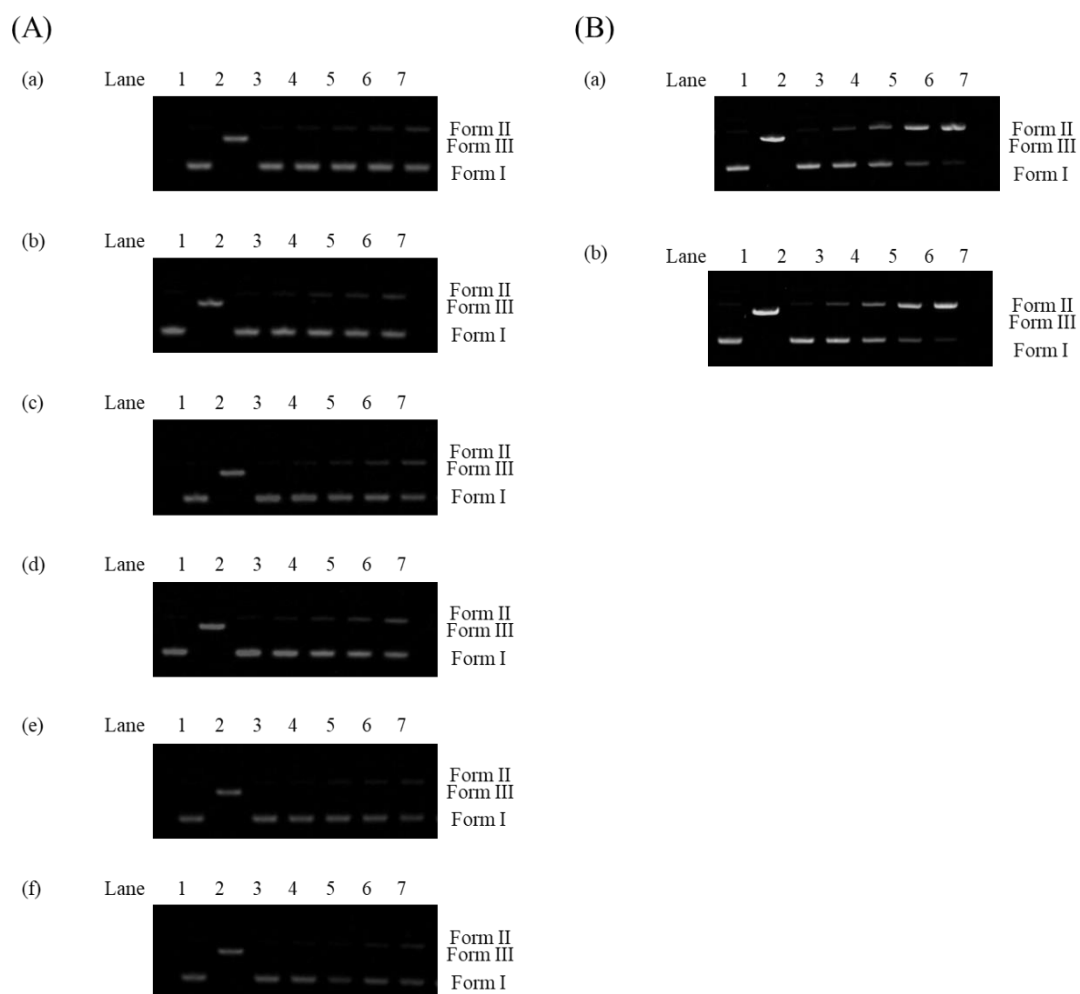 (A)
(a) Lane 1 2 3 4 5 6 7
Form II
Form III
Form I
(b) Lane 1 2 3 4 5 6 7
Form II
Form III
Form I
(c) Lane 1 2 3 4 5 6 7
Form II
Form III
Form I
(d) Lane 1 2 3 4 5 6 7
Form II
Form III
Form I
(e) Lane 1 2 3 4 5 6 7
Form II
Form III
Form I
(f) Lane 1 2 3 4 5 6 7
Form II
Form III
Form I
(B)
(a) Lane 1 2 3 4 5 6 7
Form II
Form III
Form I
(b) Lane 1 2 3 4 5 6 7
Form II
Form III
Form I